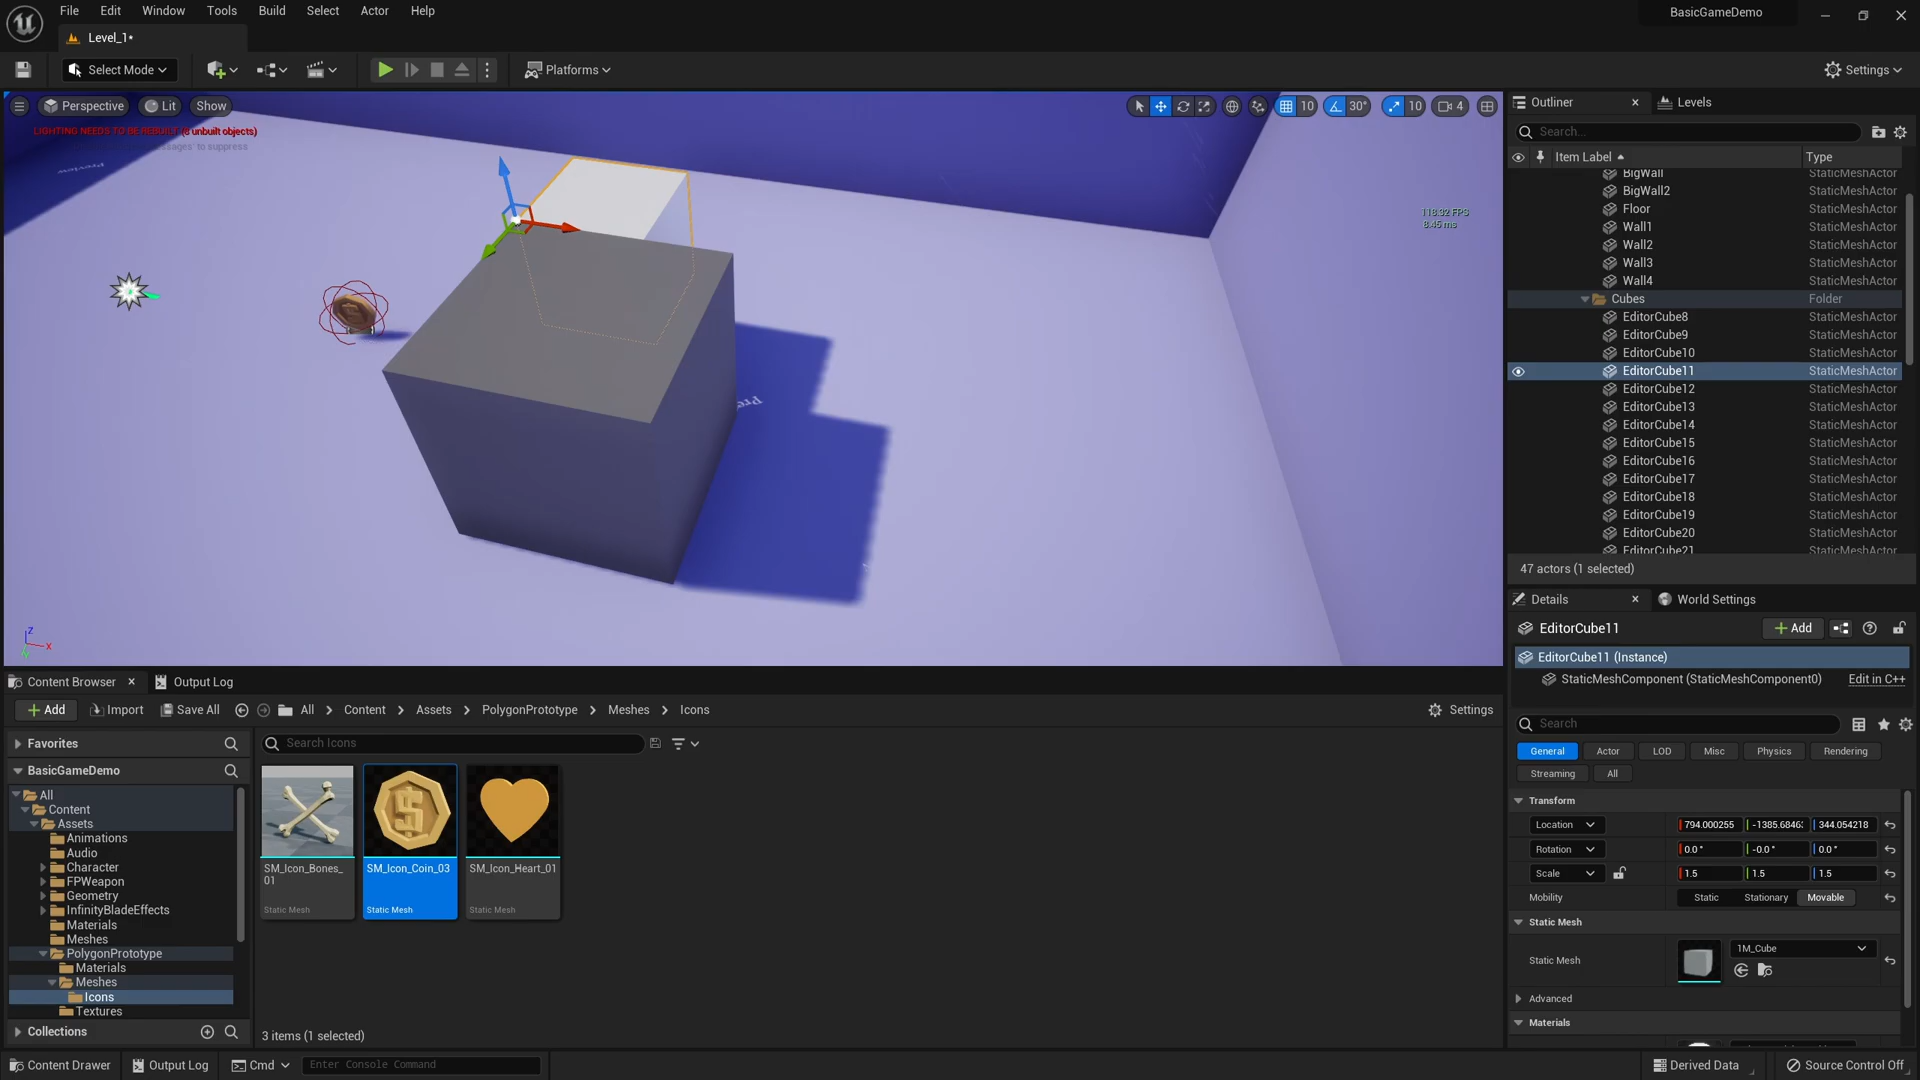 File Edit Window Tools Build Select Actor Help
BasicGameDemo
Level_1*
Select Mode
Platforms
Settings
Perspective Lit Show
10 30° 10 4
LIGHTING NEEDS TO BE REBUILT (8 unbuilt objects)
to suppress
Preview
118.32 FPS
8.45 ms
Z
X
Outliner Levels
Search...
Item Label Type
BigWall StaticMeshActor
BigWall2 StaticMeshActor
Floor StaticMeshActor
Wall1 StaticMeshActor
Wall2 StaticMeshActor
Wall3 StaticMeshActor
Wall4 StaticMeshActor
Cubes Folder
EditorCube8 StaticMeshActor
EditorCube9 StaticMeshActor
EditorCube10 StaticMeshActor
EditorCube11 StaticMeshActor
EditorCube12 StaticMeshActor
EditorCube13 StaticMeshActor
EditorCube14 StaticMeshActor
EditorCube15 StaticMeshActor
EditorCube16 StaticMeshActor
EditorCube17 StaticMeshActor
EditorCube18 StaticMeshActor
EditorCube19 StaticMeshActor
EditorCube20 StaticMeshActor
EditorCube21 StaticMeshActor
47 actors (1 selected)
Details World Settings
EditorCube11
Add
EditorCube11 (Instance)
StaticMeshComponent (StaticMeshComponent0) Edit in C++
Search
General Actor LOD Misc Physics Rendering
Streaming All
Transform
Location 794.000255 -1385.6846 344.054218
Rotation 0.0 ° -0.0 ° 0.0 °
Scale 1.5 1.5 1.5
Mobility Static Stationary Movable
Static Mesh
Static Mesh 1M_Cube
Advanced
Materials
Content Browser Output Log
Add Import Save All All Content Assets PolygonPrototype Meshes Icons Settings
Favorites
Search Icons
BasicGameDemo
All
Content
Assets
Animations
Audio
Character
FPWeapon
Geometry
InfinityBladeEffects
Materials
Meshes
PolygonPrototype
Materials
Meshes
Icons
Textures
Collections
SM_Icon_Bones_
01
Static Mesh
SM_Icon_Coin_03
Static Mesh
SM_Icon_Heart_01
Static Mesh
3 items (1 selected)
Content Drawer Output Log Cmd Enter Console Command Derived Data Source Control Off